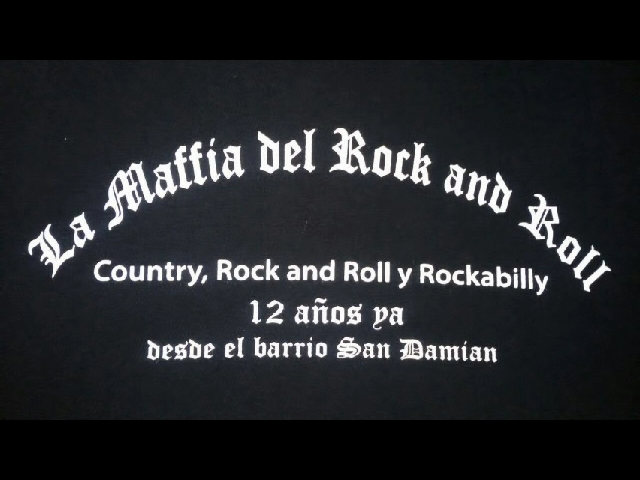 La Maffia del Rock and Roll
Country, Rock and Roll y Rockabilly
12 años ya
desde el barrio San Damian